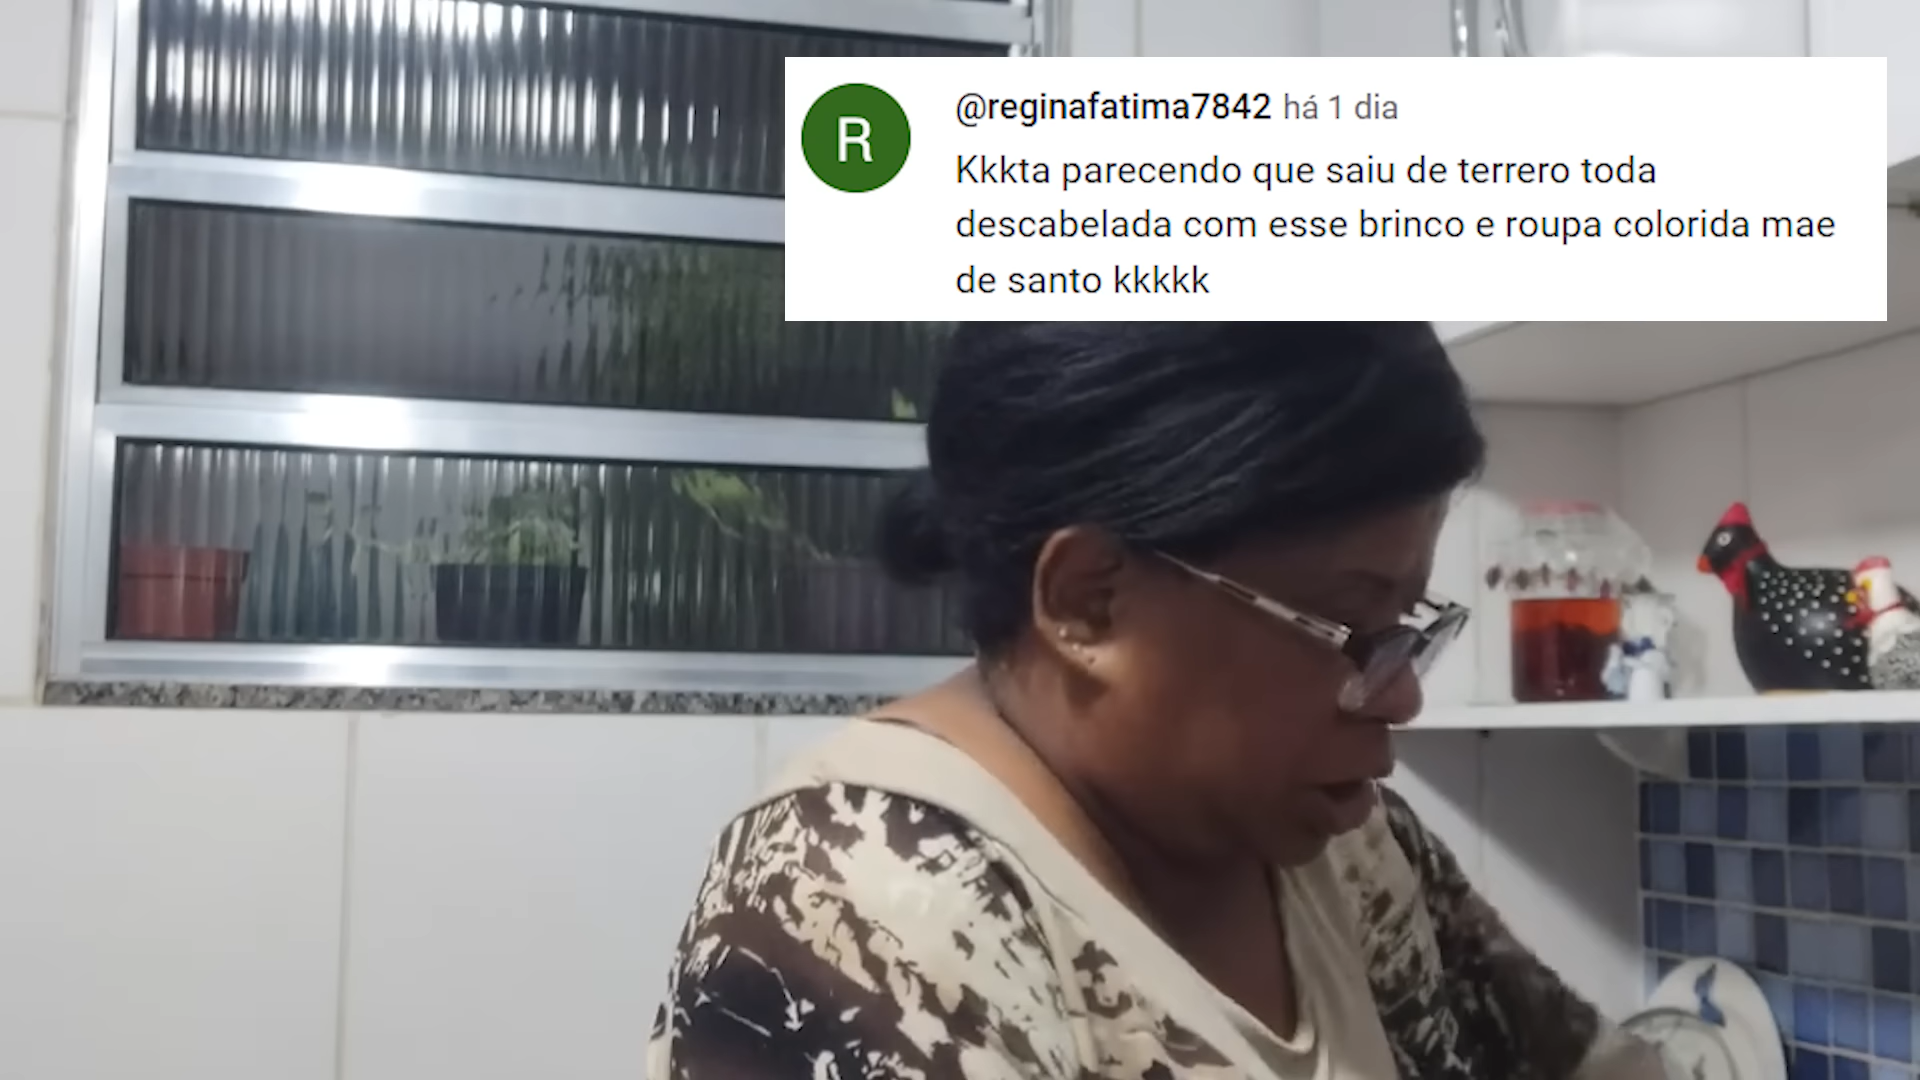 R
@reginafatima7842 há 1 dia
Kkkta parecendo que saiu de terrero toda
descabelada com esse brinco e roupa colorida mae
de santo kkkkk